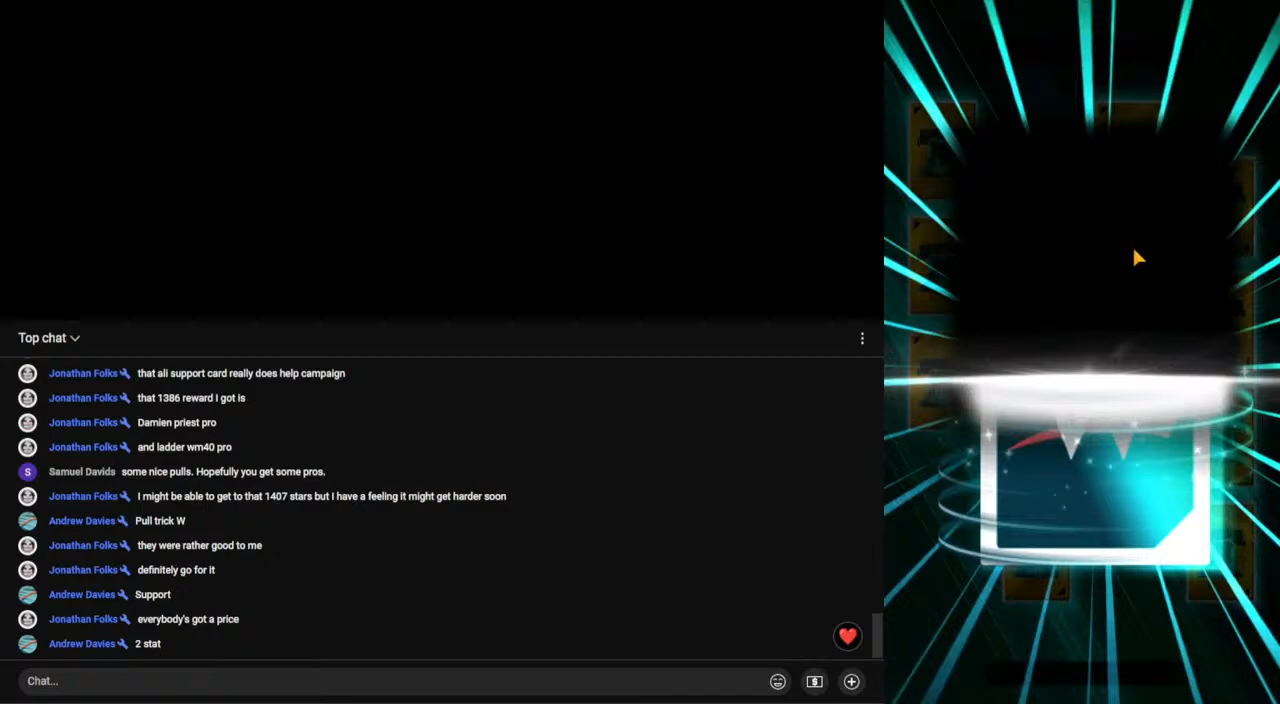 Top chat
Jonathan Folks that ali support card really does help campaign
Jonathan Folks that 1386 reward I got is
Jonathan Folks Damien priest pro
Jonathan Folks and ladder wm40 pro
S Samuel Davids some nice pulls. Hopefully you get some pros.
Jonathan Folks I might be able to get to that 1407 stars but I have a feeling it might get harder soon
Andrew Davies Pull trick W
Jonathan Folks they were rather good to me
Jonathan Folks definitely go for it
Andrew Davies Support
Jonathan Folks everybody's got a price
Andrew Davies 2 stat
Chat...